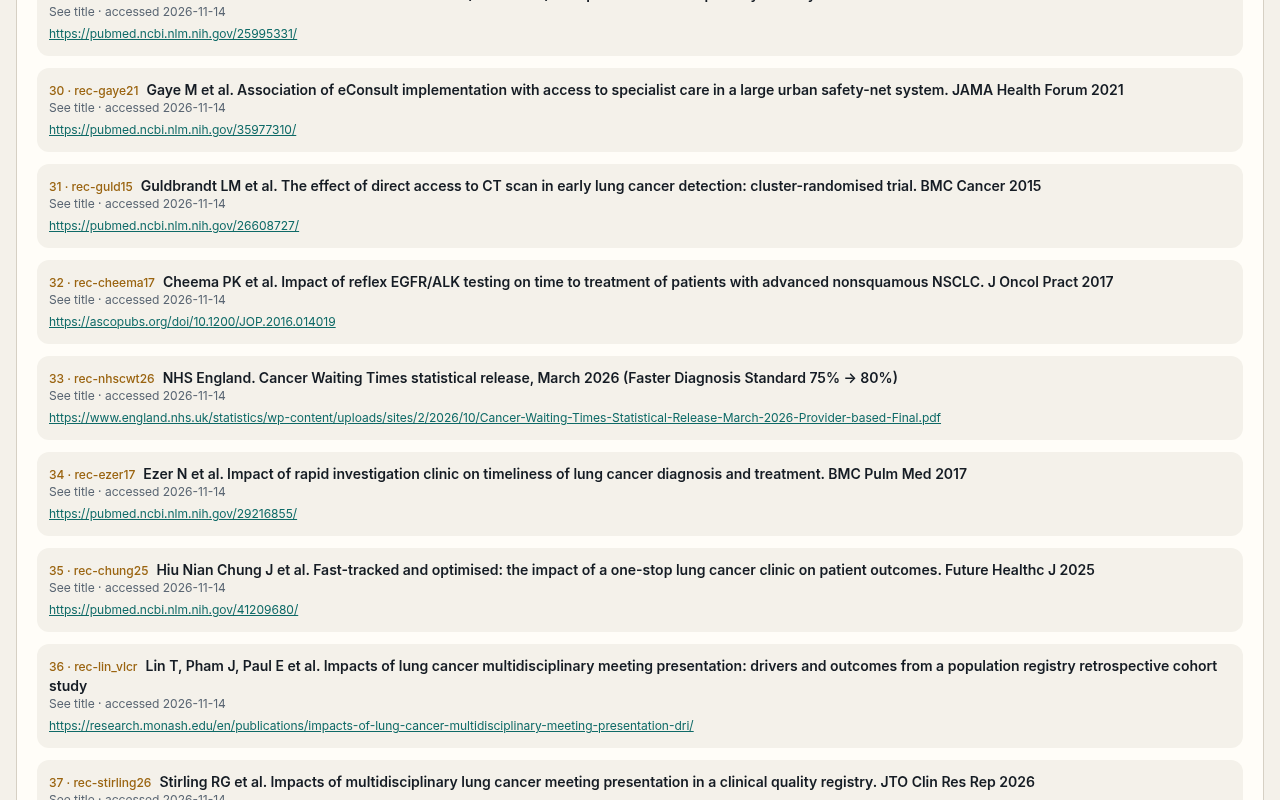 See title · accessed 2026-11-14
https://pubmed.ncbi.nlm.nih.gov/25995331/
30 · rec-gaye21 Gaye M et al. Association of eConsult implementation with access to specialist care in a large urban safety-net system. JAMA Health Forum 2021
See title · accessed 2026-11-14
https://pubmed.ncbi.nlm.nih.gov/35977310/
31 · rec-guld15 Guldbrandt LM et al. The effect of direct access to CT scan in early lung cancer detection: cluster-randomised trial. BMC Cancer 2015
See title · accessed 2026-11-14
https://pubmed.ncbi.nlm.nih.gov/26608727/
32 · rec-cheema17 Cheema PK et al. Impact of reflex EGFR/ALK testing on time to treatment of patients with advanced nonsquamous NSCLC. J Oncol Pract 2017
See title · accessed 2026-11-14
https://ascopubs.org/doi/10.1200/JOP.2016.014019
33 · rec-nhscwt26 NHS England. Cancer Waiting Times statistical release, March 2026 (Faster Diagnosis Standard 75% → 80%)
See title · accessed 2026-11-14
https://www.england.nhs.uk/statistics/wp-content/uploads/sites/2/2026/10/Cancer-Waiting-Times-Statistical-Release-March-2026-Provider-based-Final.pdf
34 · rec-ezer17 Ezer N et al. Impact of rapid investigation clinic on timeliness of lung cancer diagnosis and treatment. BMC Pulm Med 2017
See title · accessed 2026-11-14
https://pubmed.ncbi.nlm.nih.gov/29216855/
35 · rec-chung25 Hiu Nian Chung J et al. Fast-tracked and optimised: the impact of a one-stop lung cancer clinic on patient outcomes. Future Healthc J 2025
See title · accessed 2026-11-14
https://pubmed.ncbi.nlm.nih.gov/41209680/
36 · rec-lin_vlcr Lin T, Pham J, Paul E et al. Impacts of lung cancer multidisciplinary meeting presentation: drivers and outcomes from a population registry retrospective cohort
study
See title · accessed 2026-11-14
https://research.monash.edu/en/publications/impacts-of-lung-cancer-multidisciplinary-meeting-presentation-dri/
37 · rec-stirling26 Stirling RG et al. Impacts of multidisciplinary lung cancer meeting presentation in a clinical quality registry. JTO Clin Res Rep 2026
See title · accessed 2026-11-14